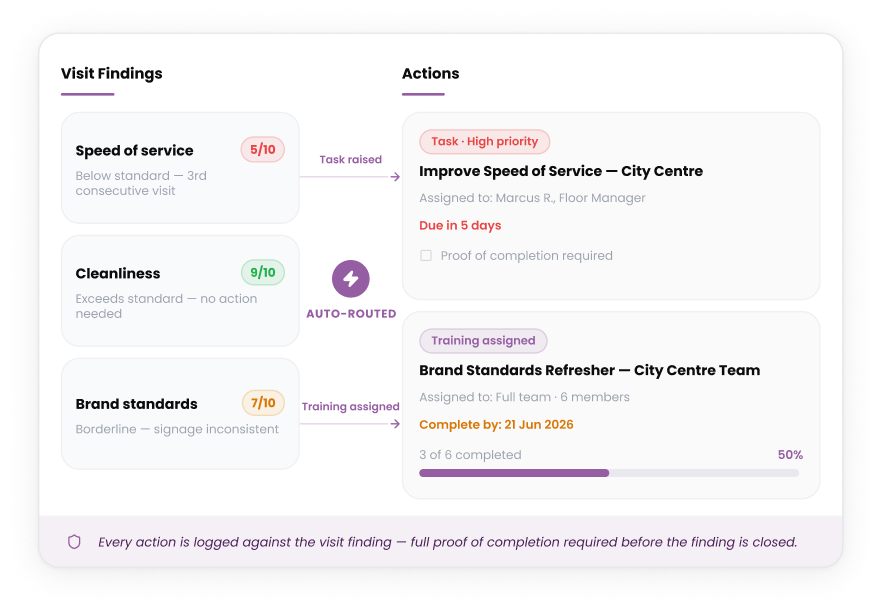 Visit Findings
Actions
Speed of service
5/10
Below standard — 3rd
consecutive visit
Task raised
Task · High priority
Improve Speed of Service — City Centre
Assigned to: Marcus R., Floor Manager
Due in 5 days
Proof of completion required
Cleanliness
9/10
Exceeds standard — no action
needed
AUTO-ROUTED
Brand standards
7/10
Borderline — signage inconsistent
Training assigned
Training assigned
Brand Standards Refresher — City Centre Team
Assigned to: Full team · 6 members
Complete by: 21 Jun 2026
3 of 6 completed
50%
Every action is logged against the visit finding — full proof of completion required before the finding is closed.